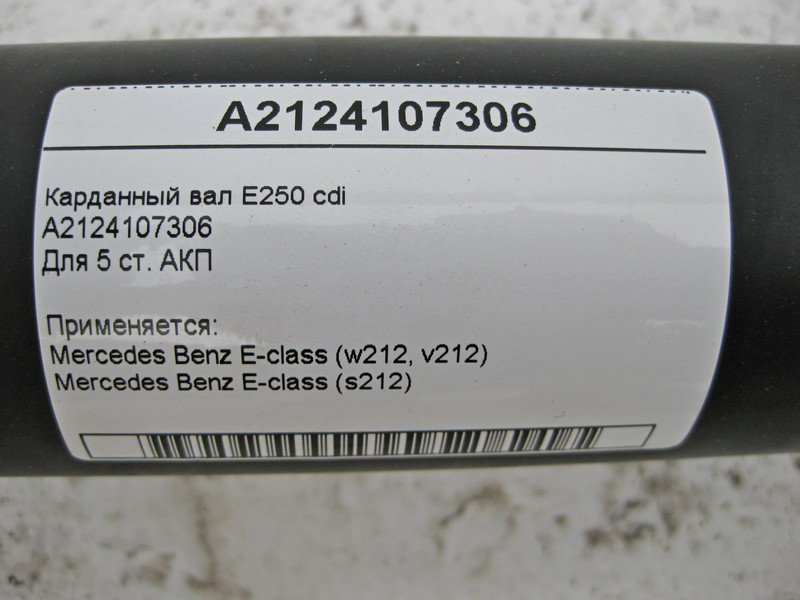 A2124107306
Карданный вал E250 cdi
A2124107306
Для 5 ст. АКП
Применяется:
Mercedes Benz E-class (w212, v212)
Mercedes Benz E-class (s212)